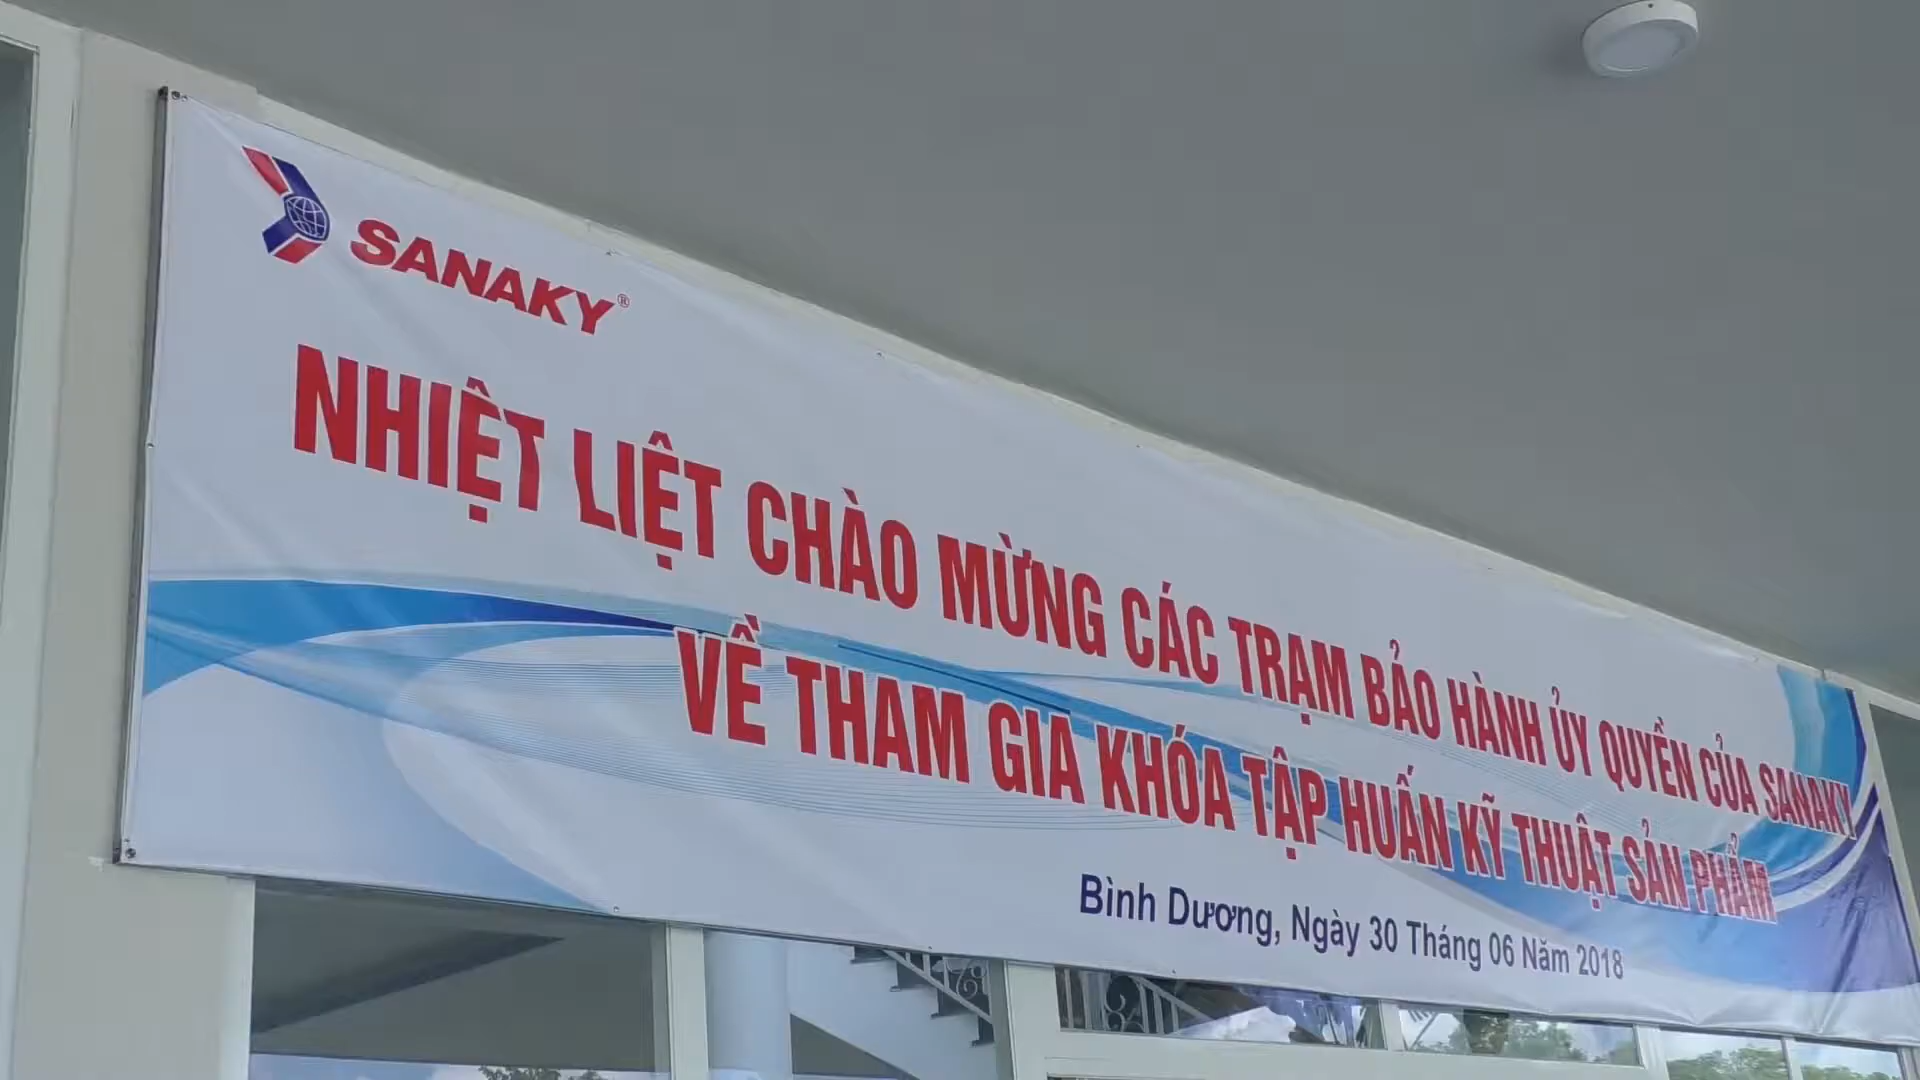 SANAKY®
NHIỆT LIỆT CHÀO MỪNG CÁC TRẠM BẢO HÀNH ỦY QUYỀN CỦA SANAKY
VỀ THAM GIA KHÓA TẬP HUẤN KỸ THUẬT SẢN PHẨM
Bình Dương, Ngày 30 Tháng 06 Năm 2018